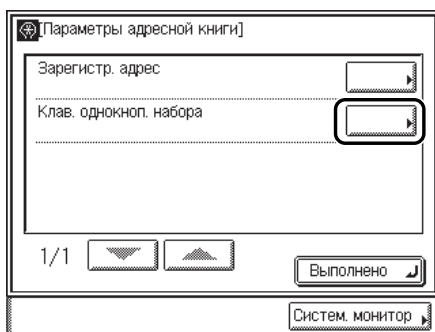 [Параметры адресной книги]
Зарегистр. адрес
Клав. однокноп. набора
1/1
Выполнено
Систем. монитор